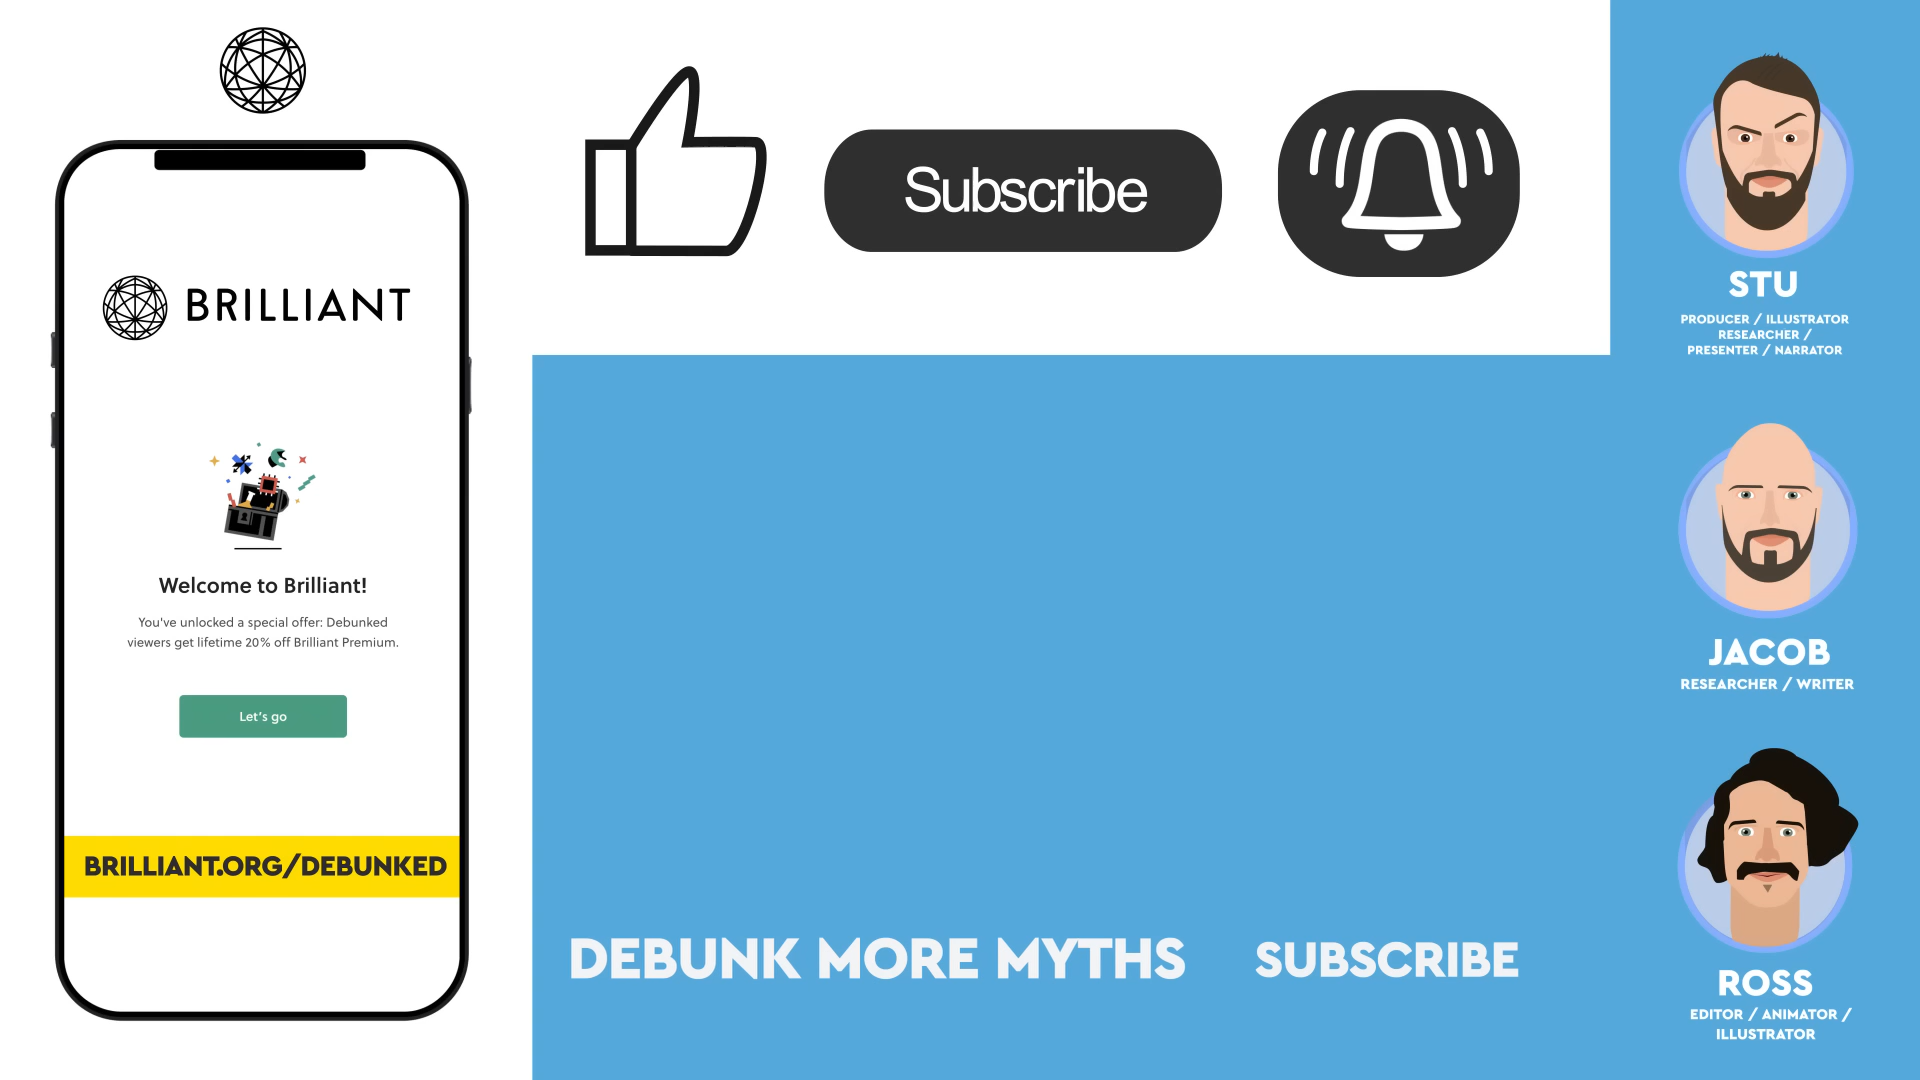 BRILLIANT
Welcome to Brilliant!
You've unlocked a special offer: Debunked
viewers get lifetime 20% off Brilliant Premium.
Let's go
BRILLIANT.ORG/DEBUNKED
Subscribe
DEBUNK MORE MYTHS
SUBSCRIBE
STU
PRODUCER / ILLUSTRATOR
RESEARCHER /
PRESENTER / NARRATOR
JACOB
RESEARCHER / WRITER
ROSS
EDITOR / ANIMATOR /
ILLUSTRATOR